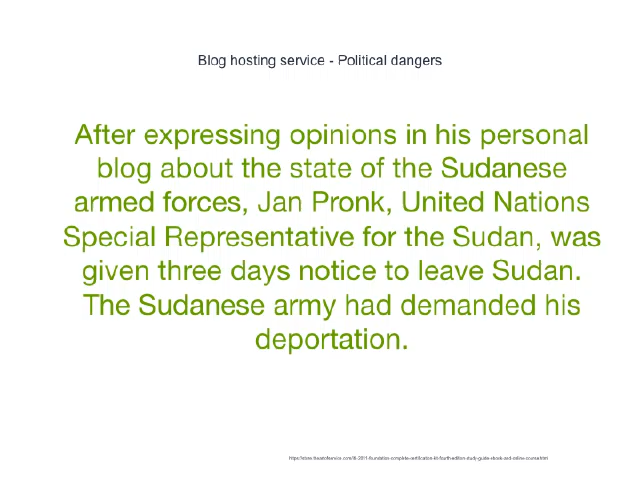 Blog hosting service - Political dangers
After expressing opinions in his personal
blog about the state of the Sudanese
armed forces, Jan Pronk, United Nations
Special Representative for the Sudan, was
given three days notice to leave Sudan.
The Sudanese army had demanded his
deportation.